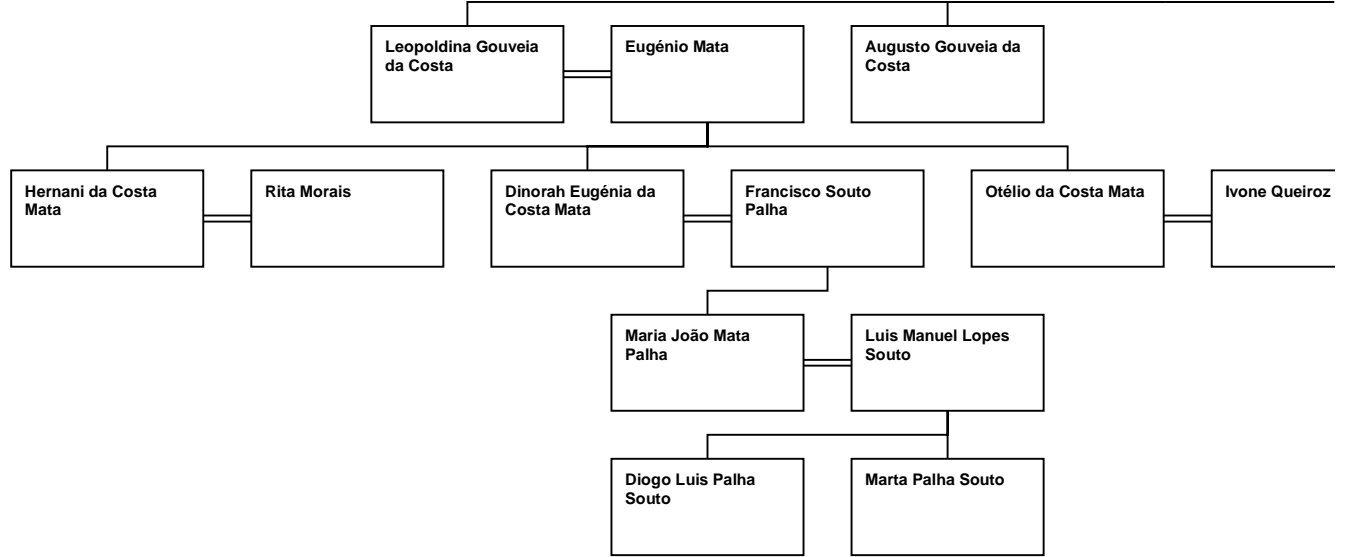 Leopoldina Gouveia
da Costa
Eugénio Mata
Augusto Gouveia da
Costa
Hernani da Costa
Mata
Rita Morais
Dinorah Eugénia da
Costa Mata
Francisco Souto
Palha
Otélio da Costa Mata
Ivone Queiroz
Maria João Mata
Palha
Luis Manuel Lopes
Souto
Diogo Luis Palha
Souto
Marta Palha Souto